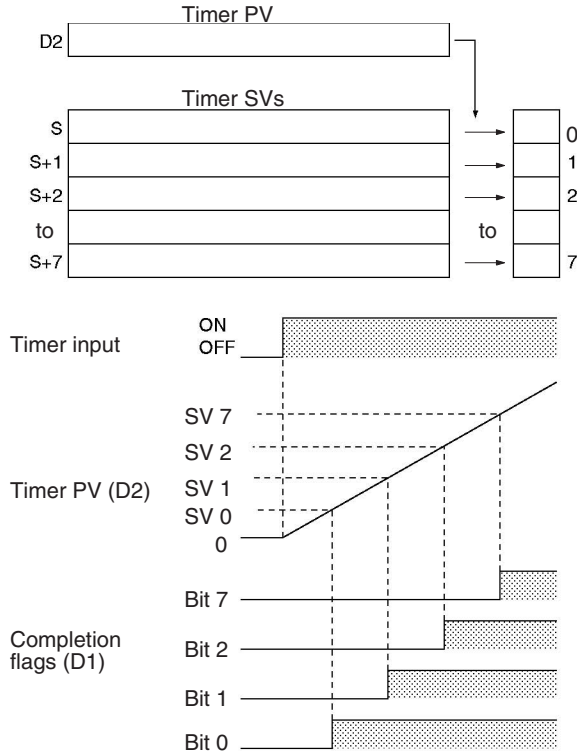 Timer PV
D2
Timer SVs
S 0
S+1 1
S+2 2
to to
S+7 7
Timer input
ON
OFF
Timer PV (D2)
SV 7
SV 2
SV 1
SV 0
0
Completion
flags (D1)
Bit 7
Bit 2
Bit 1
Bit 0